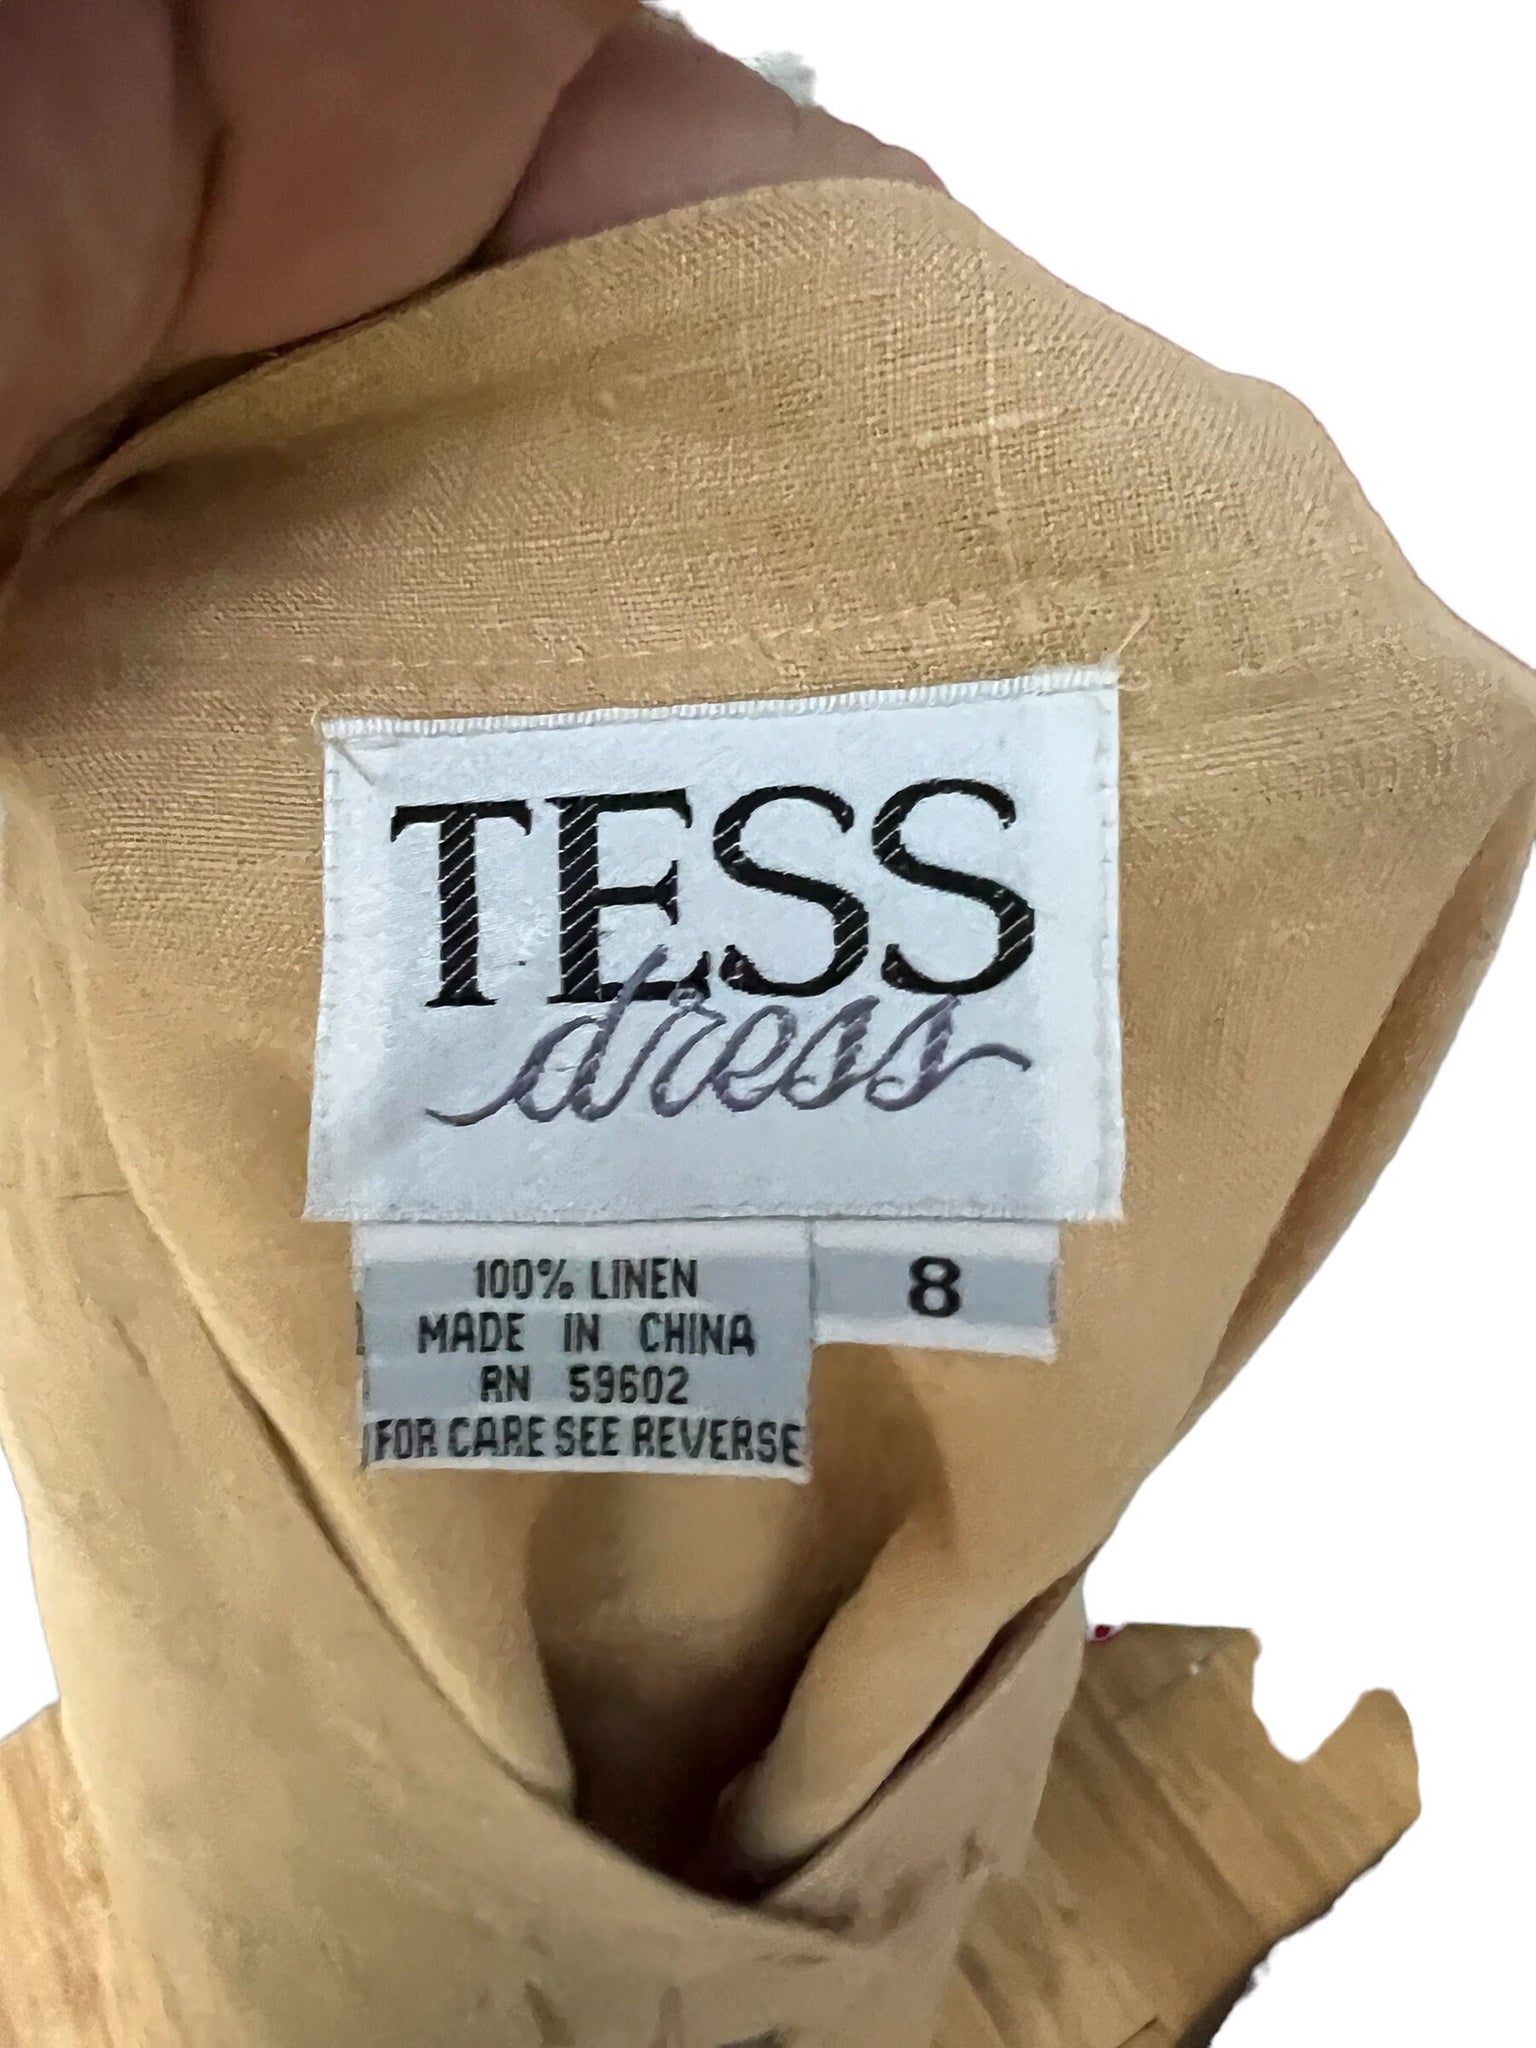 TESS
dress
100% LINEN
MADE IN CHINA
RN 59602
FOR CARE SEE REVERSE
8